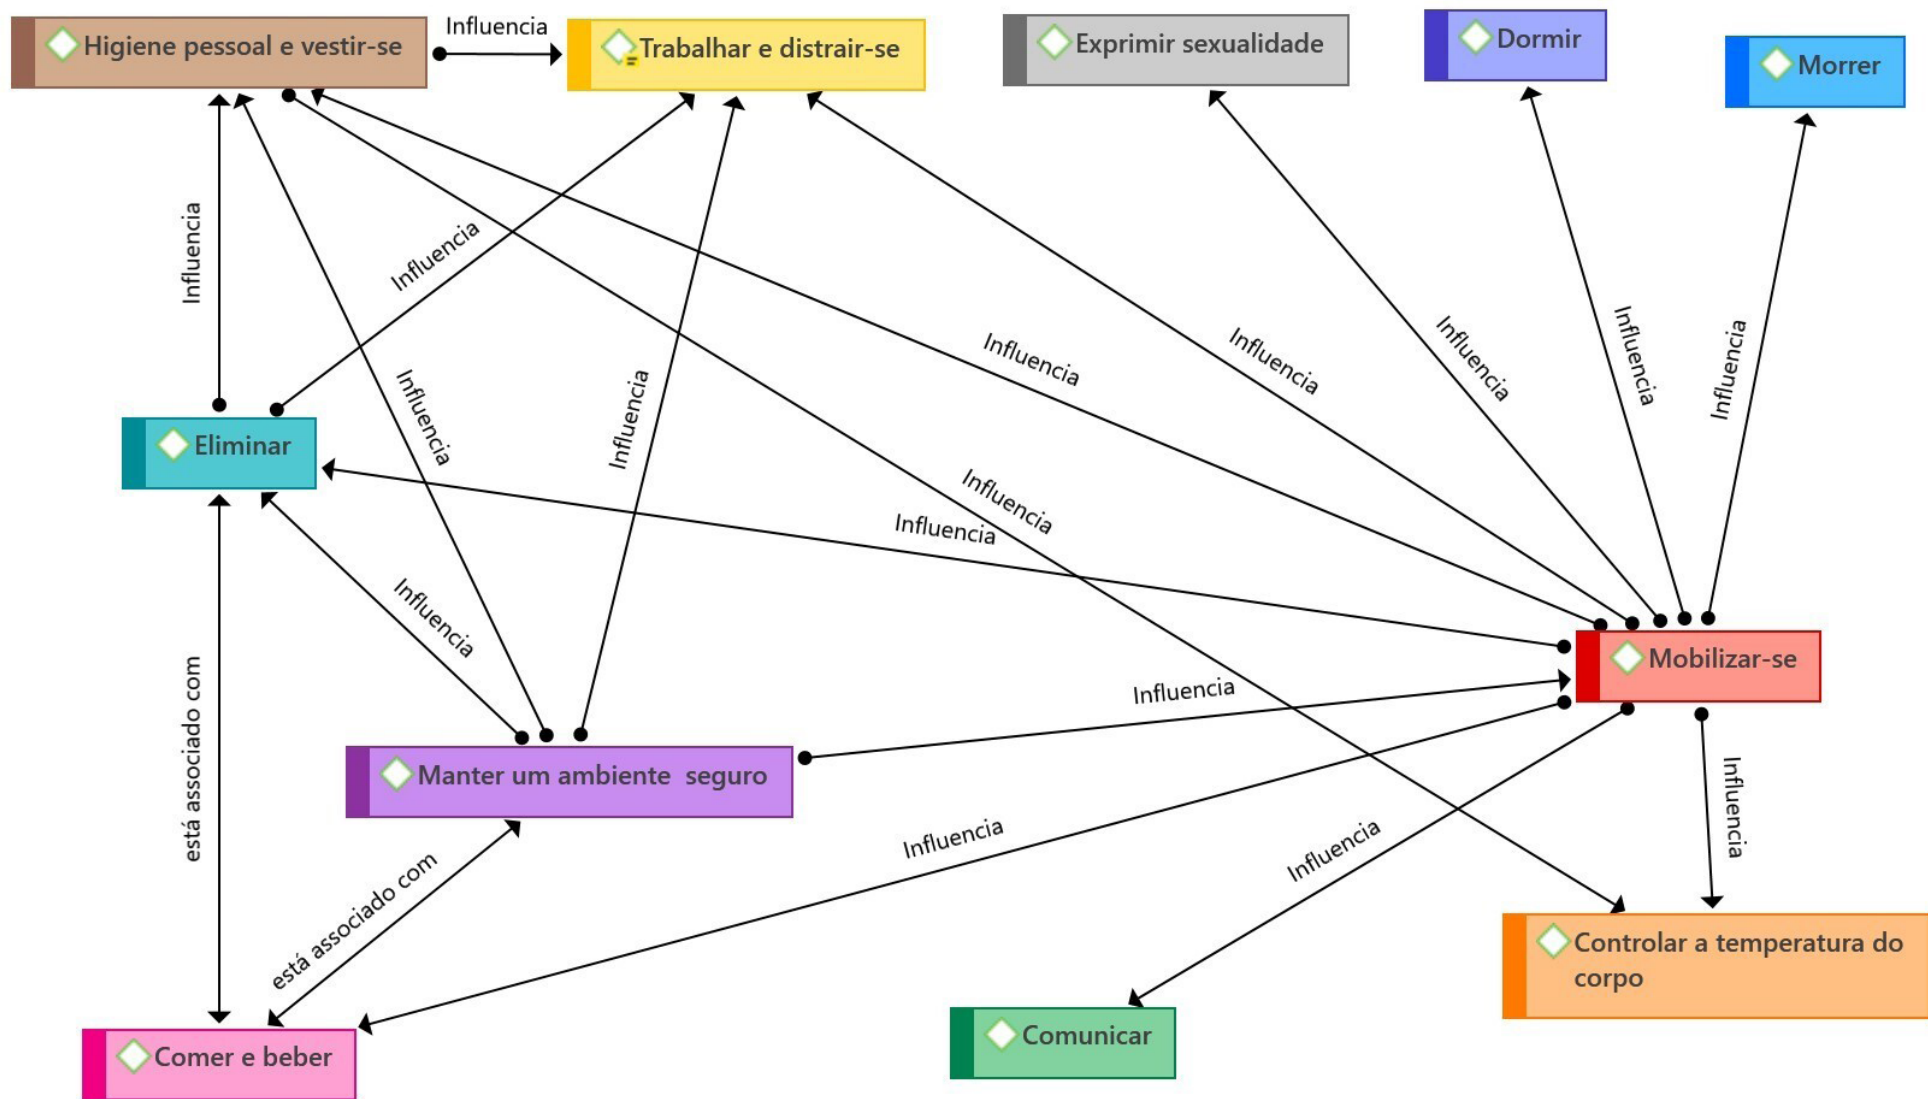 Higiene pessoal e vestir-se
Influencia
Trabalhar e distrair-se
Exprimir sexualidade
Dormir
Morrer
Influencia
Influencia
Influencia
Influencia
Influencia
Influencia
Influencia
Influencia
Influencia
Eliminar
Influencia
Influencia
Influencia
está associado com
Mobilizar-se
Influencia
Manter um ambiente  seguro
Influencia
Influencia
Influencia
está associado com
Controlar a temperatura do
corpo
Comer e beber
Comunicar